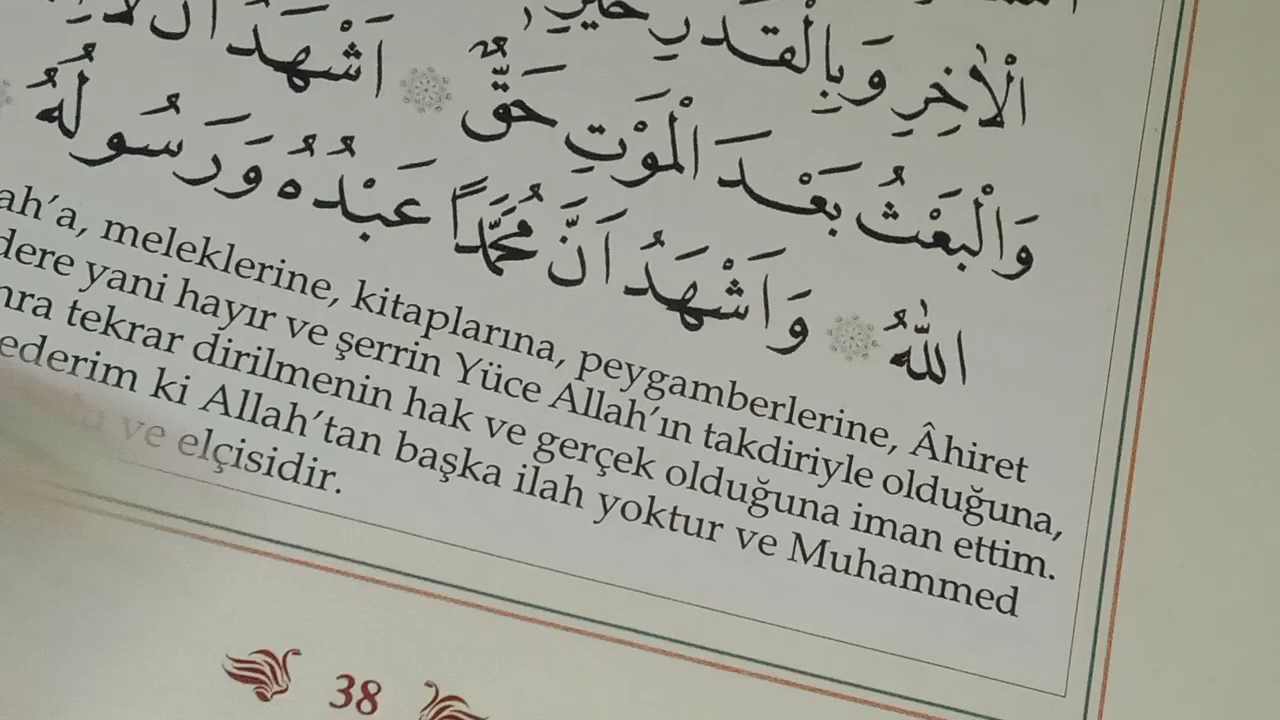 الْاٰخِرِ وَبِالْقَدَرِ خَيْرِهِ
وَالْبَعْثُ بَعْدَ الْمَوْتِ حَقٌّ اَشْهَدُ اَنْ لَا
اللّٰهُ وَاَشْهَدُ اَنَّ مُحَمَّدًا عَبْدُهُ وَرَسُولُهُ
ah’a, meleklerine, kitaplarına, peygamberlerine, Âhiret
dere yani hayır ve şerrin Yüce Allah’ın takdiriyle olduğuna,
nra tekrar dirilmenin hak ve gerçek olduğuna iman ettim.
ederim ki Allah’tan başka ilah yoktur ve Muhammed
ve elçisidir.
38